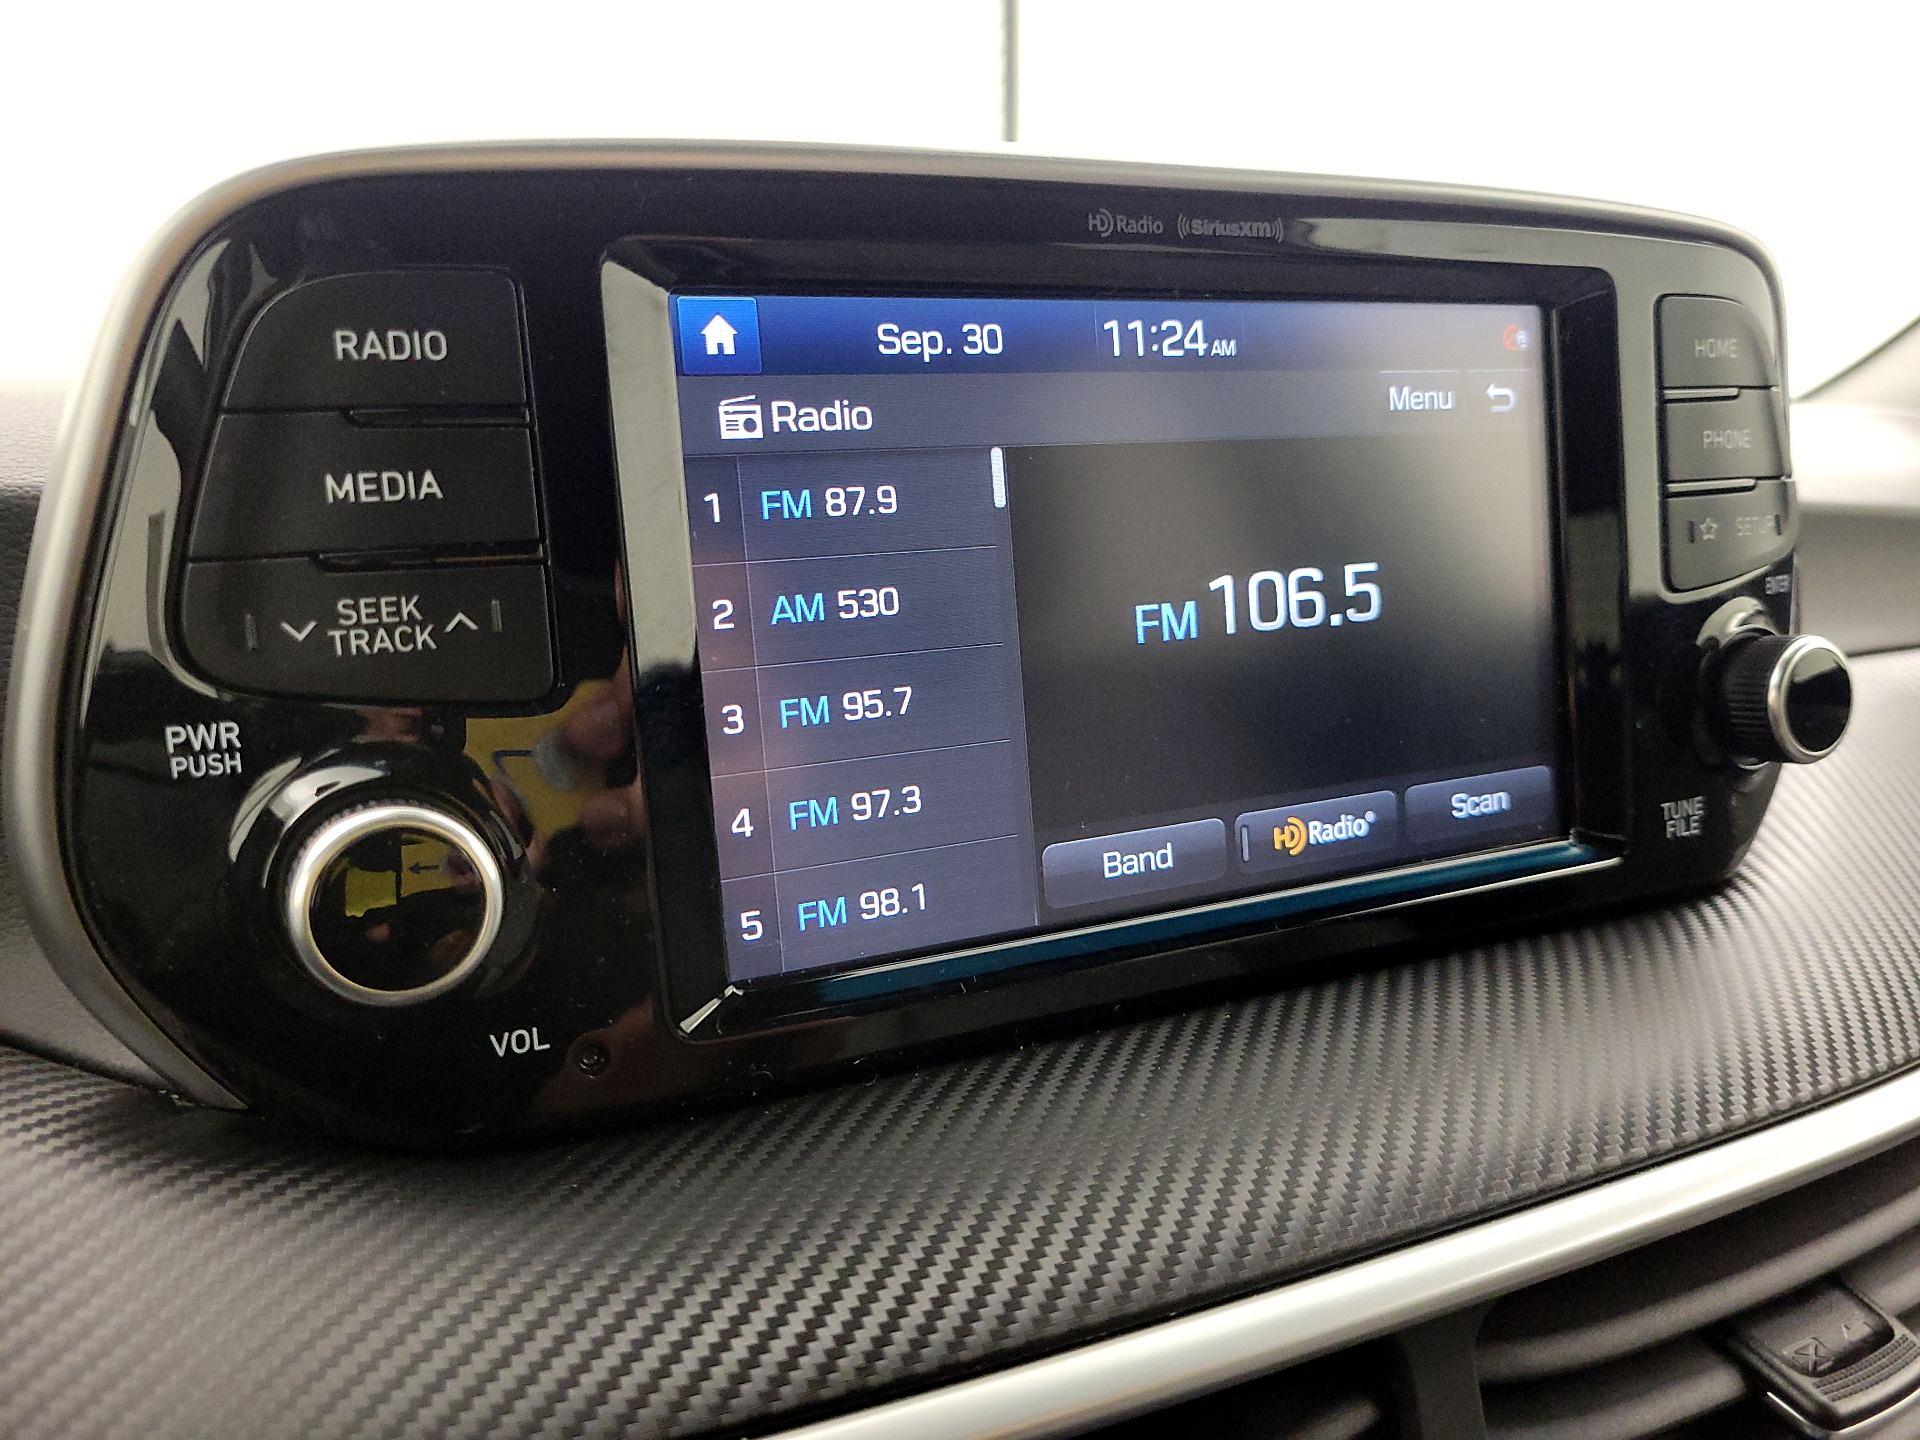 HD Radio ((SiriusXM))
RADIO
MEDIA
SEEK
TRACK
PWR
PUSH
VOL
Sep. 30 11:24 AM
Radio
Menu
1 FM 87.9
2 AM 530
3 FM 95.7
4 FM 97.3
5 FM 98.1
FM 106.5
Band
HD Radio®
Scan
HOME
PHONE
☆ SETUP
ENTER
TUNE
FILE